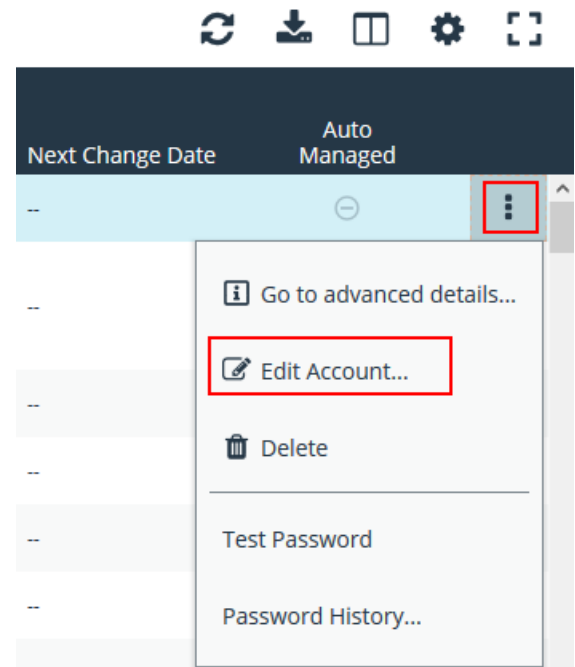 Next Change Date
Auto
Managed
--
--
Go to advanced details...
Edit Account...
--
Delete
--
--
Test Password
--
Password History...